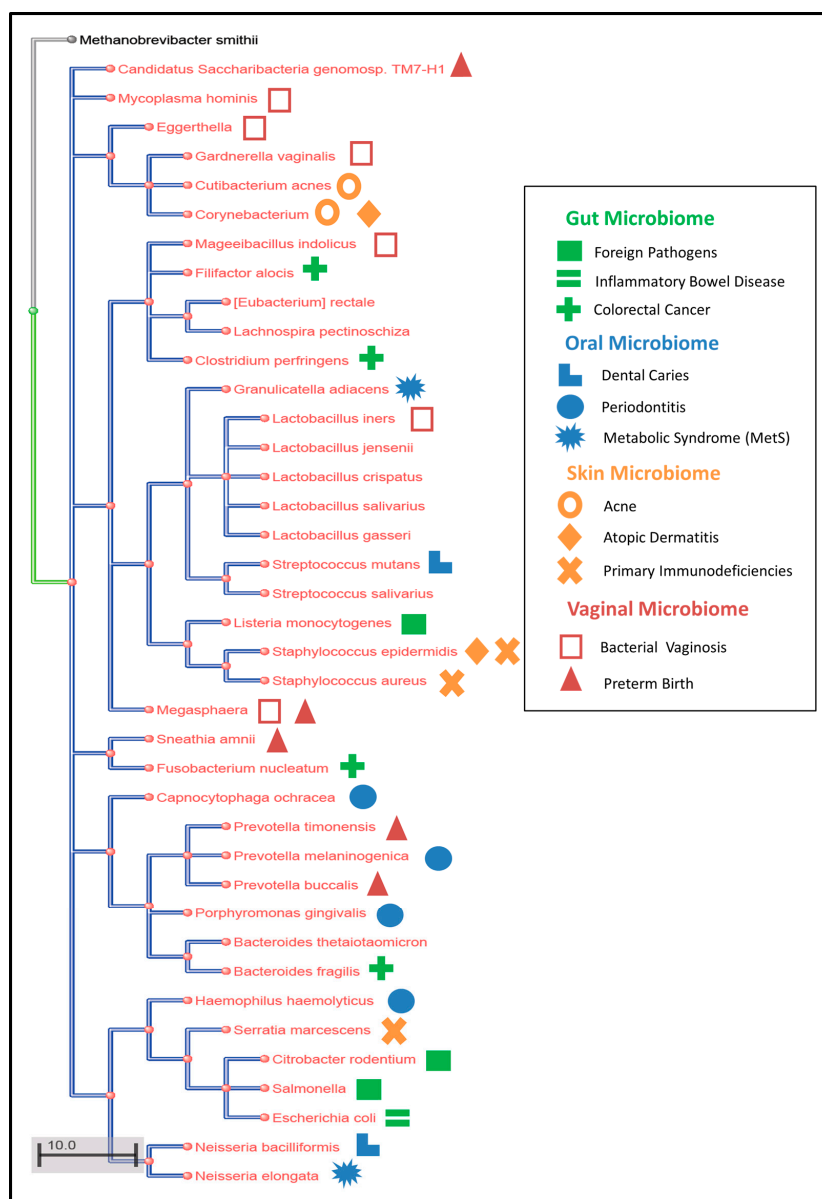 Methanobrevibacter smithii
Candidatus Saccharibacteria genomosp. TM7-H1
Mycoplasma hominis
Eggerthella
Gardnerella vaginalis
Cutibacterium acnes
Corynebacterium
Mageeibacillus indolicus
Filifactor alocis
[Eubacterium] rectale
Lachnospira pectinoschiza
Clostridium perfringens
Granulicatella adiacens
Lactobacillus iners
Lactobacillus jensenii
Lactobacillus crispatus
Lactobacillus salivarius
Lactobacillus gasseri
Streptococcus mutans
Streptococcus salivarius
Listeria monocytogenes
Staphylococcus epidermidis
Staphylococcus aureus
Megasphaera
Sneathia amnii
Fusobacterium nucleatum
Capnocytophaga ochracea
Prevotella timonensis
Prevotella melaninogenica
Prevotella buccalis
Porphyromonas gingivalis
Bacteroides thetaiotaomicron
Bacteroides fragilis
Haemophilus haemolyticus
Serratia marcescens
Citrobacter rodentium
Salmonella
Escherichia coli
Neisseria bacilliformis
Neisseria elongata
10.0
Gut Microbiome
Foreign Pathogens
Inflammatory Bowel Disease
Colorectal Cancer
Oral Microbiome
Dental Caries
Periodontitis
Metabolic Syndrome (MetS)
Skin Microbiome
Acne
Atopic Dermatitis
Primary Immunodeficiencies
Vaginal Microbiome
Bacterial Vaginosis
Preterm Birth